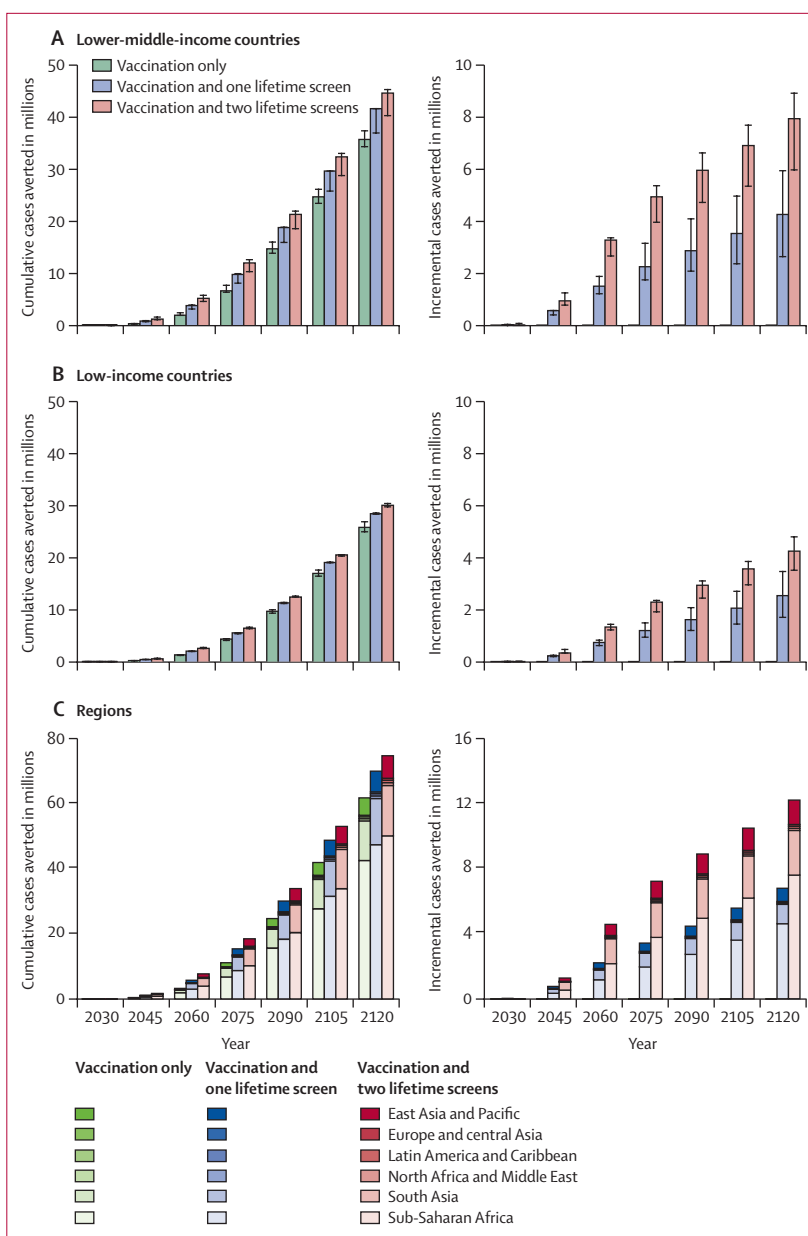 A Lower-middle-income countries
Vaccination only
Vaccination and one lifetime screen
Vaccination and two lifetime screens
Cumulative cases averted in millions
50
40
30
20
10
0
Incremental cases averted in millions
10
8
6
4
2
0
B Low-income countries
Cumulative cases averted in millions
50
40
30
20
10
0
Incremental cases averted in millions
10
8
6
4
2
0
C Regions
Cumulative cases averted in millions
80
60
40
20
0
2030 2045 2060 2075 2090 2105 2120
Year
Incremental cases averted in millions
16
12
8
4
0
2030 2045 2060 2075 2090 2105 2120
Year
Vaccination only
Vaccination and
one lifetime screen
Vaccination and
two lifetime screens
East Asia and Pacific
Europe and central Asia
Latin America and Caribbean
North Africa and Middle East
South Asia
Sub-Saharan Africa